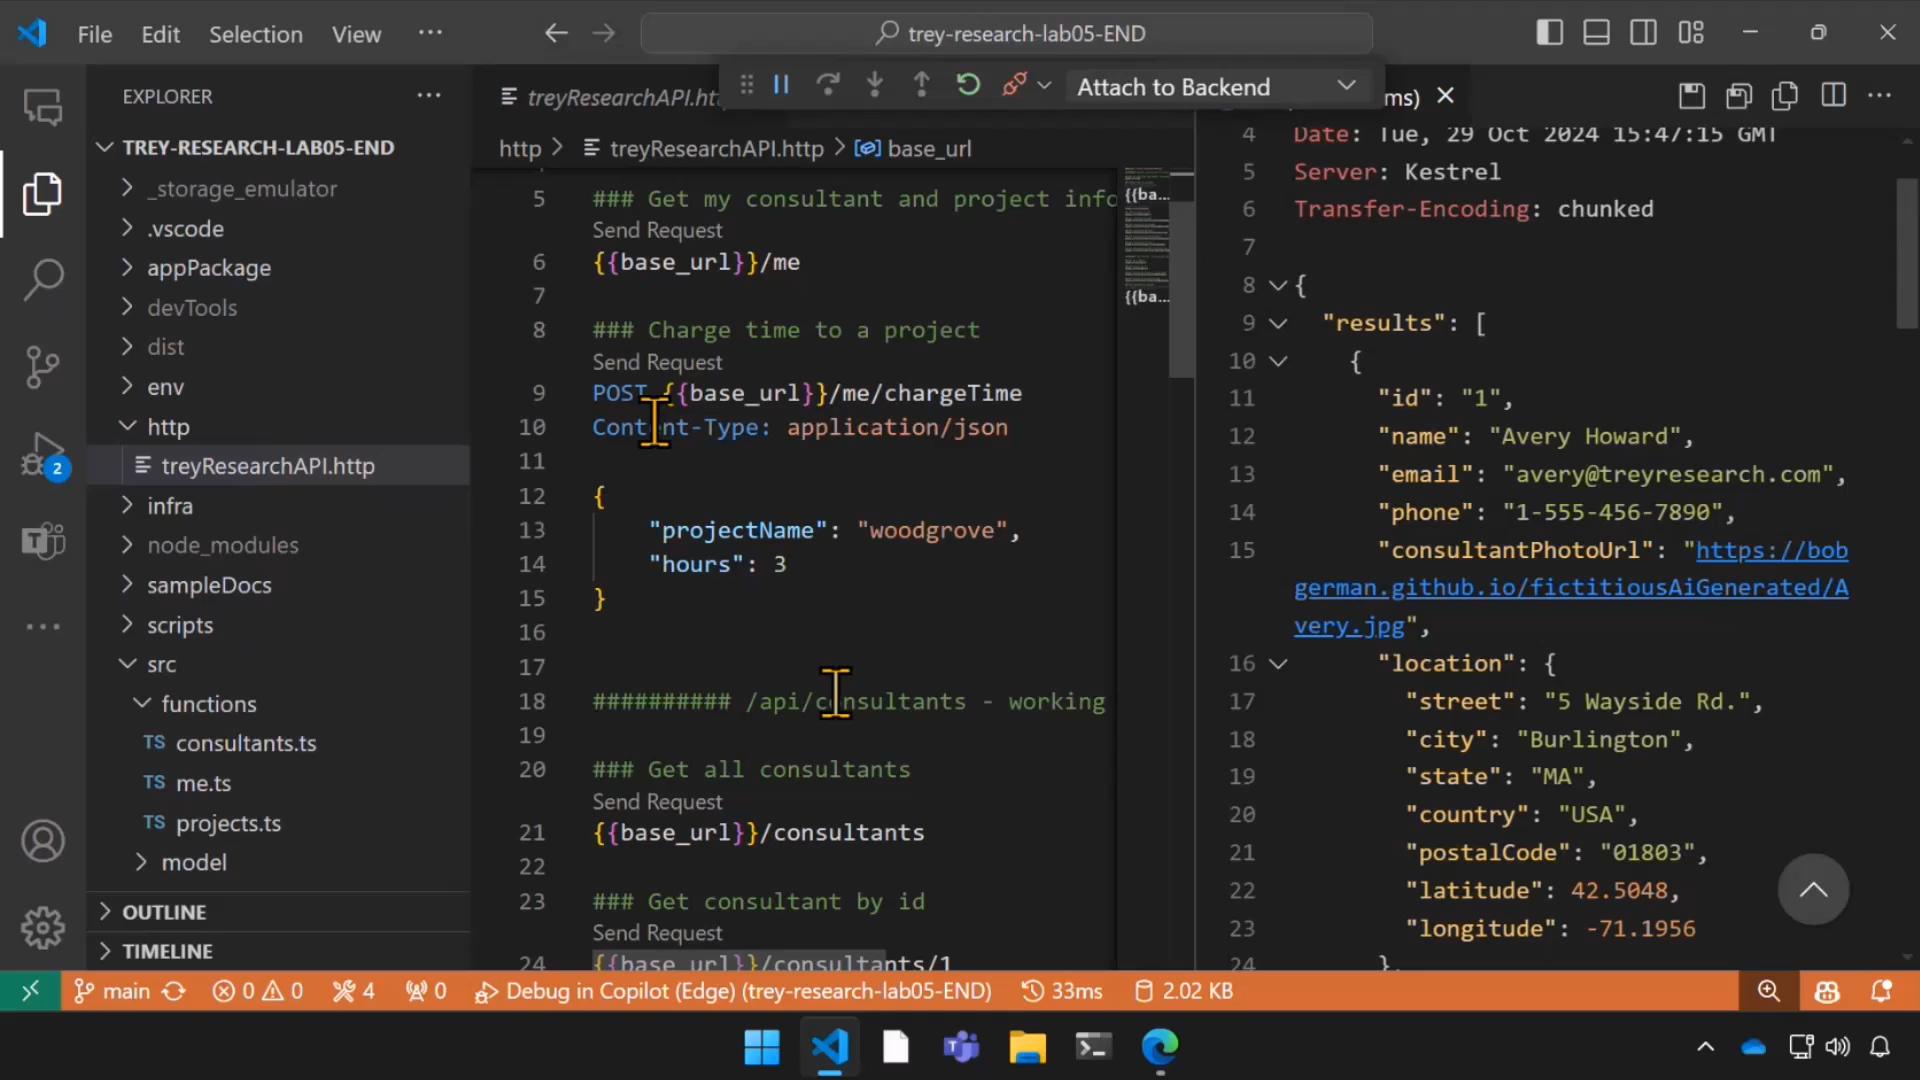 File Edit Selection View ...
trey-research-lab05-END
EXPLORER
TREY-RESEARCH-LAB05-END
_storage_emulator
.vscode
appPackage
devTools
dist
env
http
treyResearchAPI.http
infra
node_modules
sampleDocs
scripts
src
functions
TS consultants.ts
TS me.ts
TS projects.ts
model
OUTLINE
TIMELINE
2
treyResearchAPI.htt
Attach to Backend
ms)
http > treyResearchAPI.http > base_url
5 ### Get my consultant and project info
Send Request
6 {{base_url}}/me
7
8 ### Charge time to a project
Send Request
9 POST {{base_url}}/me/chargeTime
10 Content-Type: application/json
11
12 {
13 "projectName": "woodgrove",
14 "hours": 3
15 }
16
17
18 ########## /api/consultants - working
19
20 ### Get all consultants
Send Request
21 {{base_url}}/consultants
22
23 ### Get consultant by id
Send Request
24 {{base_url}}/consultants/1
{{ba...
{{ba...
4 Date: Tue, 29 Oct 2024 15:47:15 GMT
5 Server: Kestrel
6 Transfer-Encoding: chunked
7
8 {
9 "results": [
10 {
11 "id": "1",
12 "name": "Avery Howard",
13 "email": "avery@treyresearch.com",
14 "phone": "1-555-456-7890",
15 "consultantPhotoUrl": "https://bob
german.github.io/fictitiousAiGenerated/A
very.jpg",
16 "location": {
17 "street": "5 Wayside Rd.",
18 "city": "Burlington",
19 "state": "MA",
20 "country": "USA",
21 "postalCode": "01803",
22 "latitude": 42.5048,
23 "longitude": -71.1956
24 },
main 0 0 4 0 Debug in Copilot (Edge) (trey-research-lab05-END) 33ms 2.02 KB